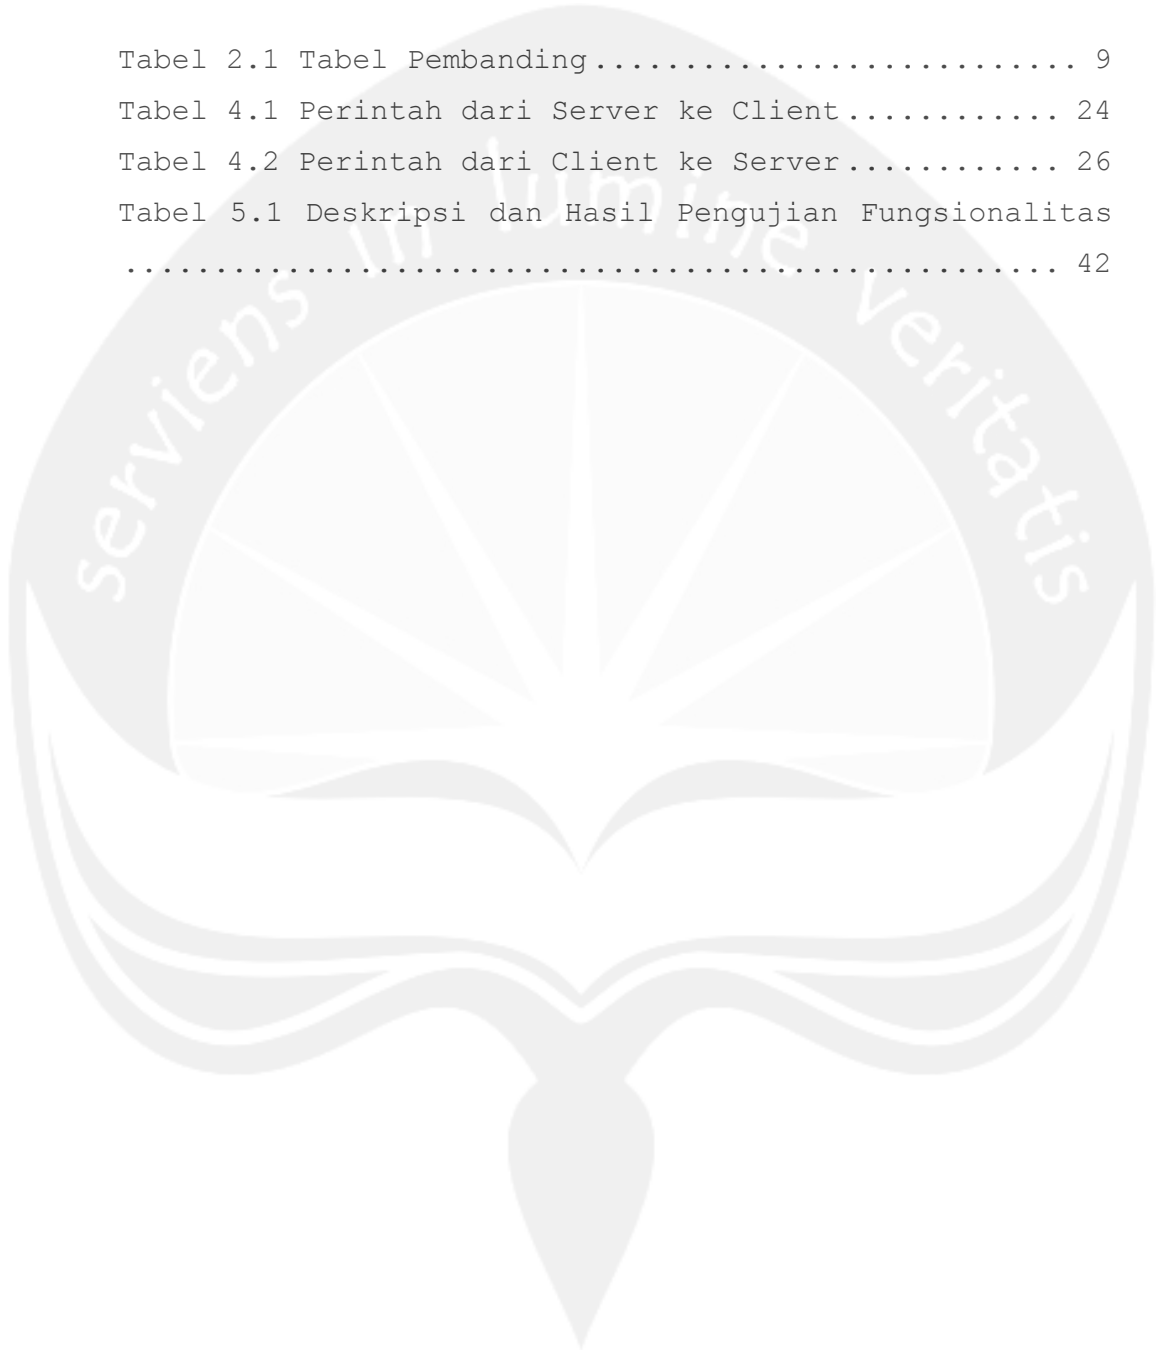 Tabel 2.1 Tabel Pembanding........................... 9
Tabel 4.1 Perintah dari Server ke Client............ 24
Tabel 4.2 Perintah dari Client ke Server............ 26
Tabel 5.1 Deskripsi dan Hasil Pengujian Fungsionalitas
.................................................... 42
serviens in lumine veritatis